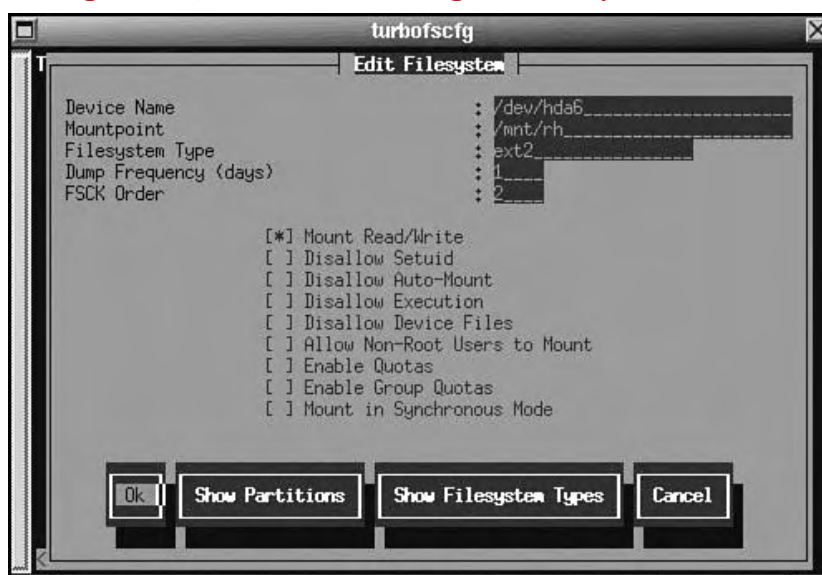 turbofscfg
Edit Filesystem
Device Name : /dev/hda6
Mountpoint : /mnt/rh
Filesystem Type : ext2
Dump Frequency (days) : 1
FSCK Order : 2
[*] Mount Read/Write
[ ] Disallow Setuid
[ ] Disallow Auto-Mount
[ ] Disallow Execution
[ ] Disallow Device Files
[ ] Allow Non-Root Users to Mount
[ ] Enable Quotas
[ ] Enable Group Quotas
[ ] Mount in Synchronous Mode
Ok Show Partitions Show Filesystem Types Cancel